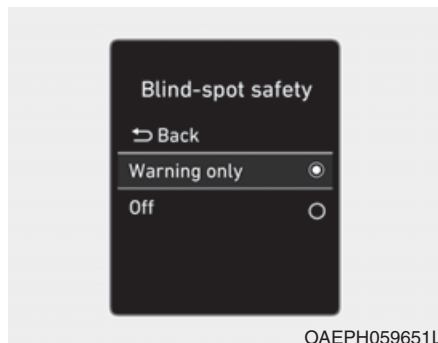 Blind-spot safety
Back
Warning only
Off
OAEPH059651L